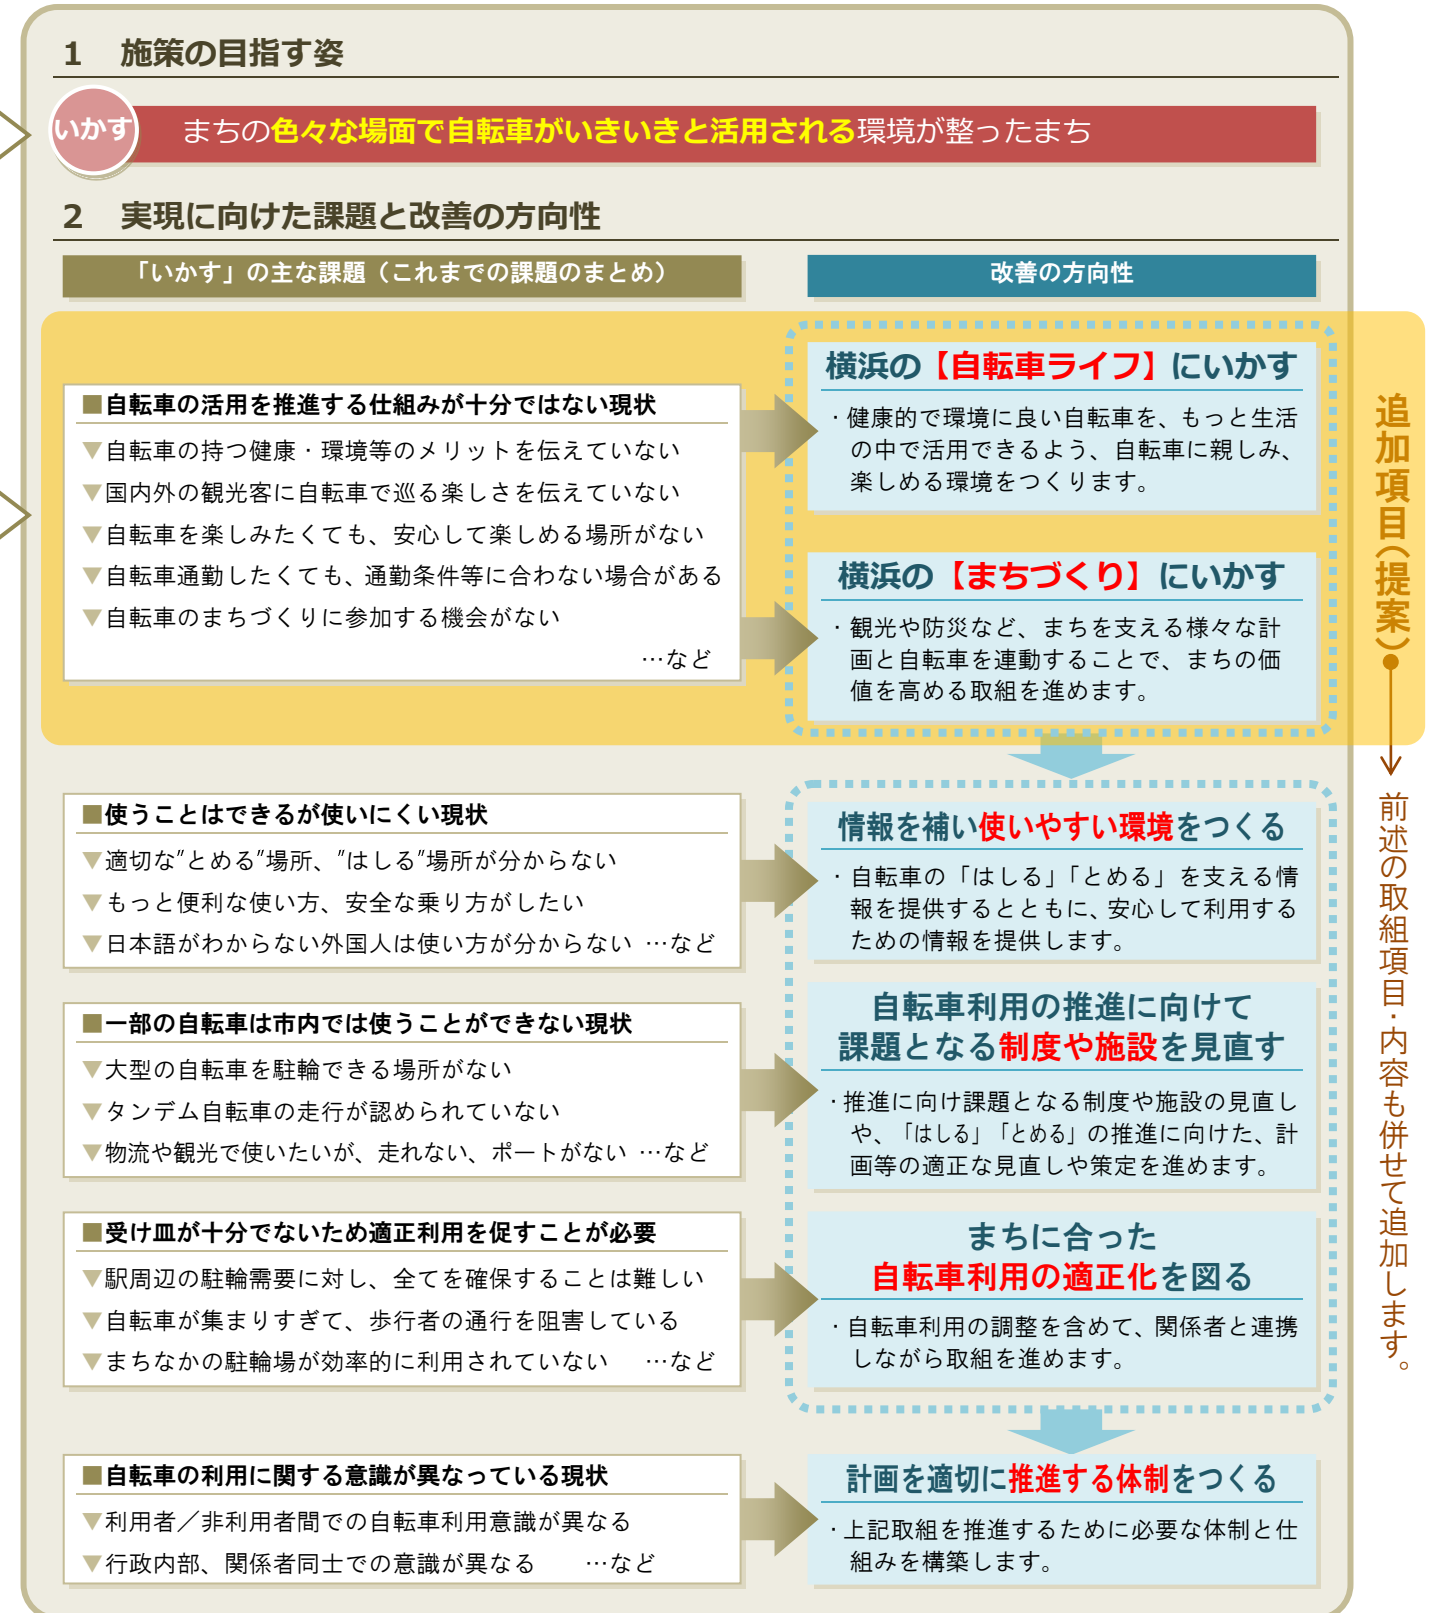 1 施策の目指す姿
いかす
まちの色々な場面で自転車がいきいきと活用される環境が整ったまち
2 実現に向けた課題と改善の方向性
「いかす」の主な課題（これまでの課題のまとめ）
改善の方向性
■自転車の活用を推進する仕組みが十分ではない現状
▼自転車の持つ健康・環境等のメリットを伝えていない
▼国内外の観光客に自転車で巡る楽しさを伝えていない
▼自転車を楽しみたくても、安心して楽しめる場所がない
▼自転車通勤したくても、通勤条件等に合わない場合がある
▼自転車のまちづくりに参加する機会がない
…など
横浜の【自転車ライフ】にいかす
・健康的で環境に良い自転車を、もっと生活
の中で活用できるよう、自転車に親しみ、
楽しめる環境をつくります。
横浜の【まちづくり】にいかす
・観光や防災など、まちを支える様々な計
画と自転車を連動することで、まちの価
値を高める取組を進めます。
追加項目（提案）
前述の取組項目・内容も併せて追加します。
■使うことはできるが使いにくい現状
▼適切な”とめる”場所、”はしる”場所が分からない
▼もっと便利な使い方、安全な乗り方がしたい
▼日本語がわからない外国人は使い方が分からない …など
情報を補い使いやすい環境をつくる
・自転車の「はしる」「とめる」を支える情
報を提供するとともに、安心して利用する
ための情報を提供します。
■一部の自転車は市内では使うことができない現状
▼大型の自転車を駐輪できる場所がない
▼タンデム自転車の走行が認められていない
▼物流や観光で使いたいが、走れない、ポートがない …など
自転車利用の推進に向けて
課題となる制度や施設を見直す
・推進に向け課題となる制度や施設の見直し
や、「はしる」「とめる」の推進に向けた、計
画等の適正な見直しや策定を進めます。
■受け皿が十分でないため適正利用を促すことが必要
▼駅周辺の駐輪需要に対し、全てを確保することは難しい
▼自転車が集まりすぎて、歩行者の通行を阻害している
▼まちなかの駐輪場が効率的に利用されていない …など
まちに合った
自転車利用の適正化を図る
・自転車利用の調整を含めて、関係者と連携
しながら取組を進めます。
■自転車の利用に関する意識が異なっている現状
▼利用者／非利用者間での自転車利用意識が異なる
▼行政内部、関係者同士での意識が異なる …など
計画を適切に推進する体制をつくる
・上記取組を推進するために必要な体制と仕
組みを構築します。